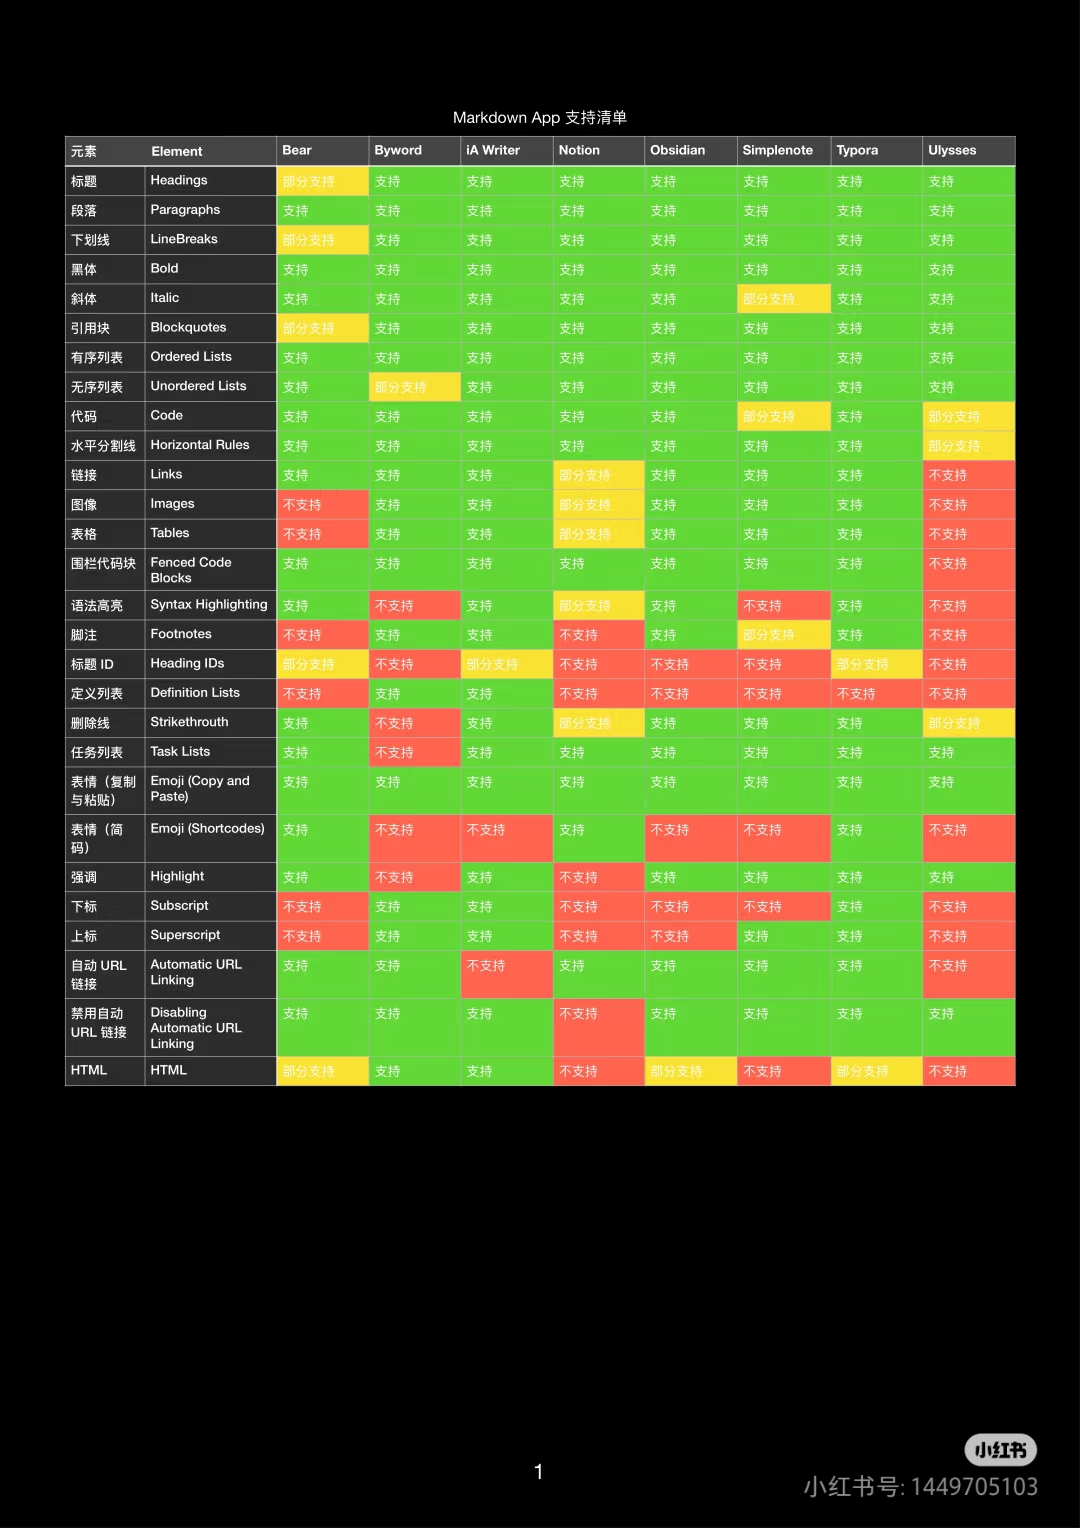 Markdown App 支持清单
元素 Element Bear Byword iA Writer Notion Obsidian Simplenote Typora Ulysses
标题 Headings 部分支持 支持 支持 支持 支持 支持 支持 支持
段落 Paragraphs 支持 支持 支持 支持 支持 支持 支持 支持
下划线 LineBreaks 部分支持 支持 支持 支持 支持 支持 支持 支持
黑体 Bold 支持 支持 支持 支持 支持 支持 支持 支持
斜体 Italic 支持 支持 支持 支持 支持 部分支持 支持 支持
引用块 Blockquotes 部分支持 支持 支持 支持 支持 支持 支持 支持
有序列表 Ordered Lists 支持 支持 支持 支持 支持 支持 支持 支持
无序列表 Unordered Lists 支持 部分支持 支持 支持 支持 支持 支持 支持
代码 Code 支持 支持 支持 支持 支持 部分支持 支持 部分支持
水平分割线 Horizontal Rules 支持 支持 支持 支持 支持 支持 支持 部分支持
链接 Links 支持 支持 支持 部分支持 支持 支持 支持 不支持
图像 Images 不支持 支持 支持 部分支持 支持 支持 支持 不支持
表格 Tables 不支持 支持 支持 部分支持 支持 支持 支持 不支持
围栏代码块 Fenced Code 支持 支持 支持 支持 支持 支持 支持 不支持
Blocks
语法高亮 Syntax Highlighting 支持 不支持 支持 部分支持 支持 不支持 支持 不支持
脚注 Footnotes 不支持 支持 支持 不支持 支持 部分支持 支持 不支持
标题 ID Heading IDs 部分支持 不支持 部分支持 不支持 不支持 不支持 部分支持 不支持
定义列表 Definition Lists 不支持 支持 支持 不支持 不支持 不支持 不支持 不支持
删除线 Strikethrouth 支持 不支持 支持 部分支持 支持 支持 支持 部分支持
任务列表 Task Lists 支持 不支持 支持 支持 支持 支持 支持 支持
表情（复制 Emoji (Copy and 支持 支持 支持 支持 支持 支持 支持 支持
与粘贴） Paste)
表情（简 Emoji (Shortcodes) 支持 不支持 不支持 支持 不支持 不支持 支持 不支持
码）
强调 Highlight 支持 不支持 支持 不支持 支持 支持 支持 支持
下标 Subscript 不支持 支持 支持 不支持 不支持 不支持 支持 不支持
上标 Superscript 不支持 支持 支持 不支持 不支持 支持 支持 不支持
自动 URL Automatic URL 支持 支持 不支持 支持 支持 支持 支持 不支持
链接 Linking
禁用自动 Disabling 支持 支持 支持 不支持 支持 支持 支持 支持
URL 链接 Automatic URL
Linking
HTML HTML 部分支持 支持 支持 不支持 部分支持 不支持 部分支持 不支持
1
小红书
小红书号: 1449705103